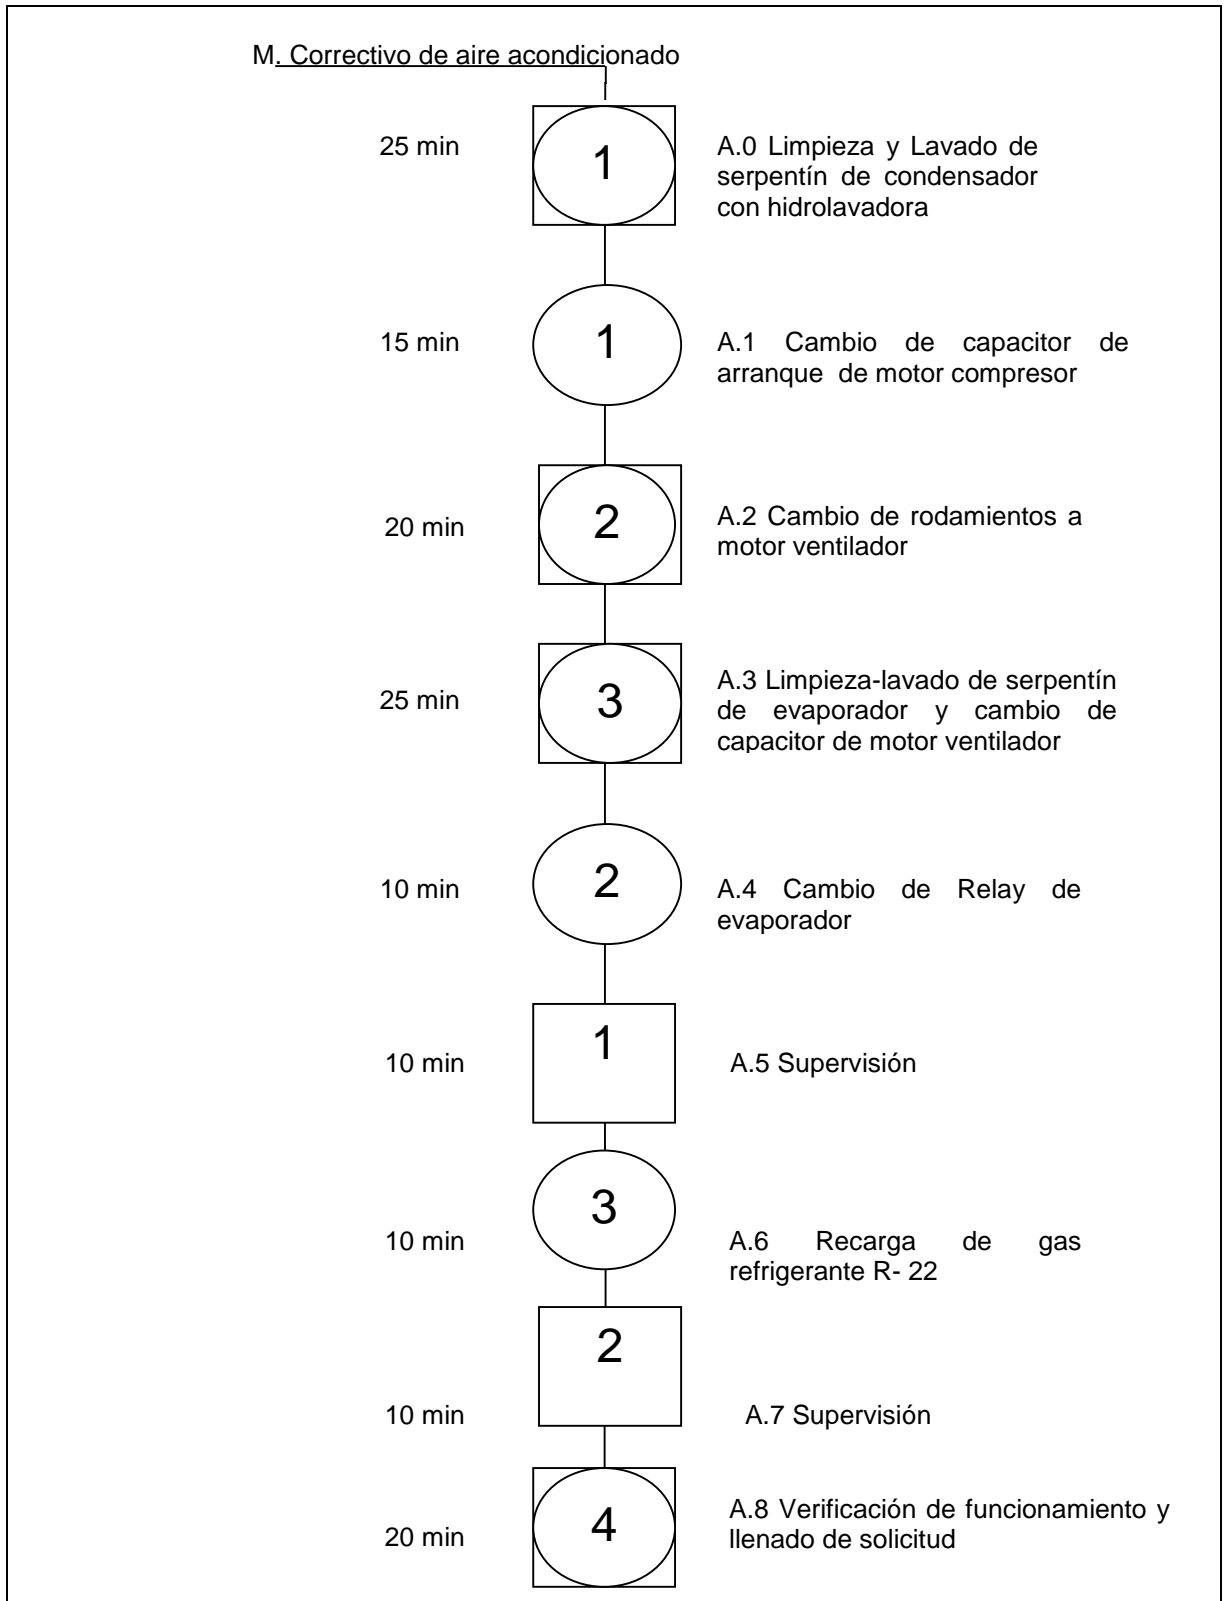 M. Correctivo de aire acondicionado
25 min
1
A.0 Limpieza y Lavado de
serpentín de condensador
con hidrolavadora
15 min
1
A.1 Cambio de capacitor de
arranque de motor compresor
20 min
2
A.2 Cambio de rodamientos a
motor ventilador
25 min
3
A.3 Limpieza-lavado de serpentín
de evaporador y cambio de
capacitor de motor ventilador
10 min
2
A.4 Cambio de Relay de
evaporador
10 min
1
A.5 Supervisión
10 min
3
A.6 Recarga de gas
refrigerante R- 22
10 min
2
A.7 Supervisión
20 min
4
A.8 Verificación de funcionamiento y
llenado de solicitud